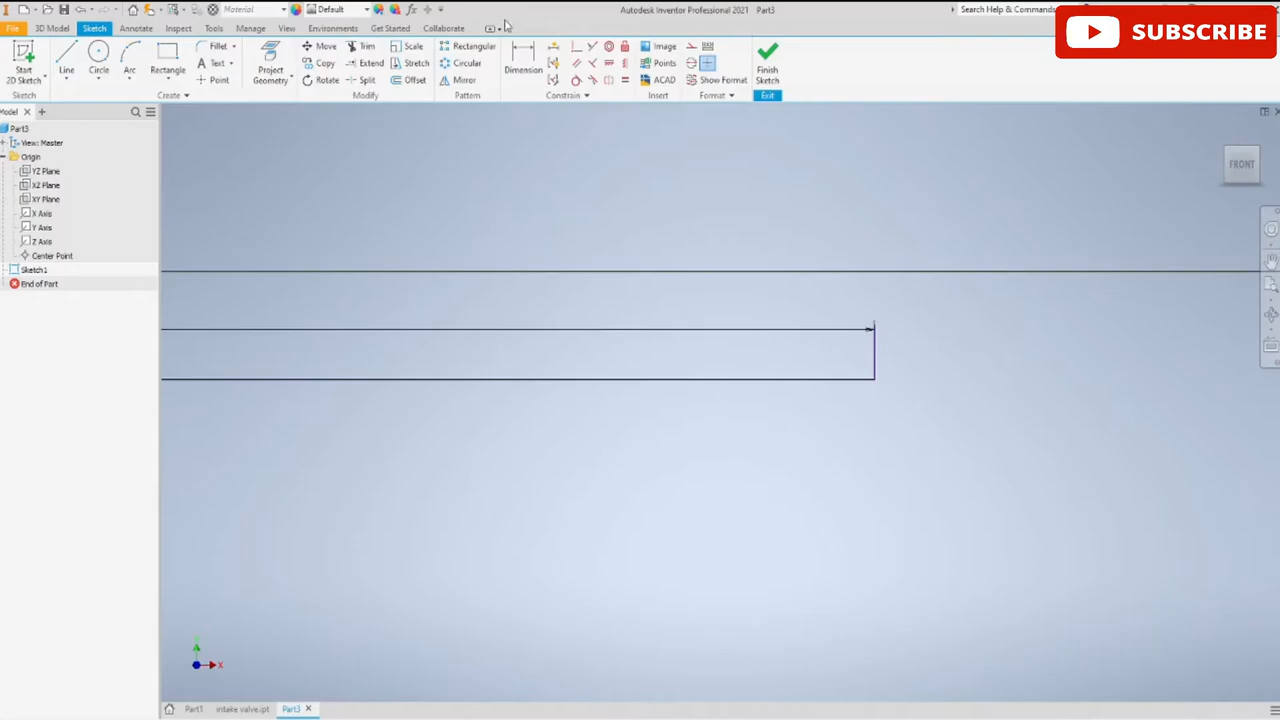 Material Default Autodesk Inventor Professional 2021 Part3 Search Help & Commands...
File 3D Model Sketch Annotate Inspect Tools Manage View Environments Get Started Collaborate
SUBSCRIBE
Start 2D Sketch Line Circle Arc Rectangle Fillet Text Point Project Geometry Move Copy Rotate Trim Extend Split Scale Stretch Offset Rectangular Circular Mirror Dimension Image Points ACAD Show Format Finish Sketch
Sketch Create Modify Pattern Constrain Insert Format Exit
Model
Part3
View: Master
Origin
YZ Plane
XZ Plane
XY Plane
X Axis
Y Axis
Z Axis
Center Point
Sketch1
End of Part
FRONT
X
Part1 intake valve.ipt Part3